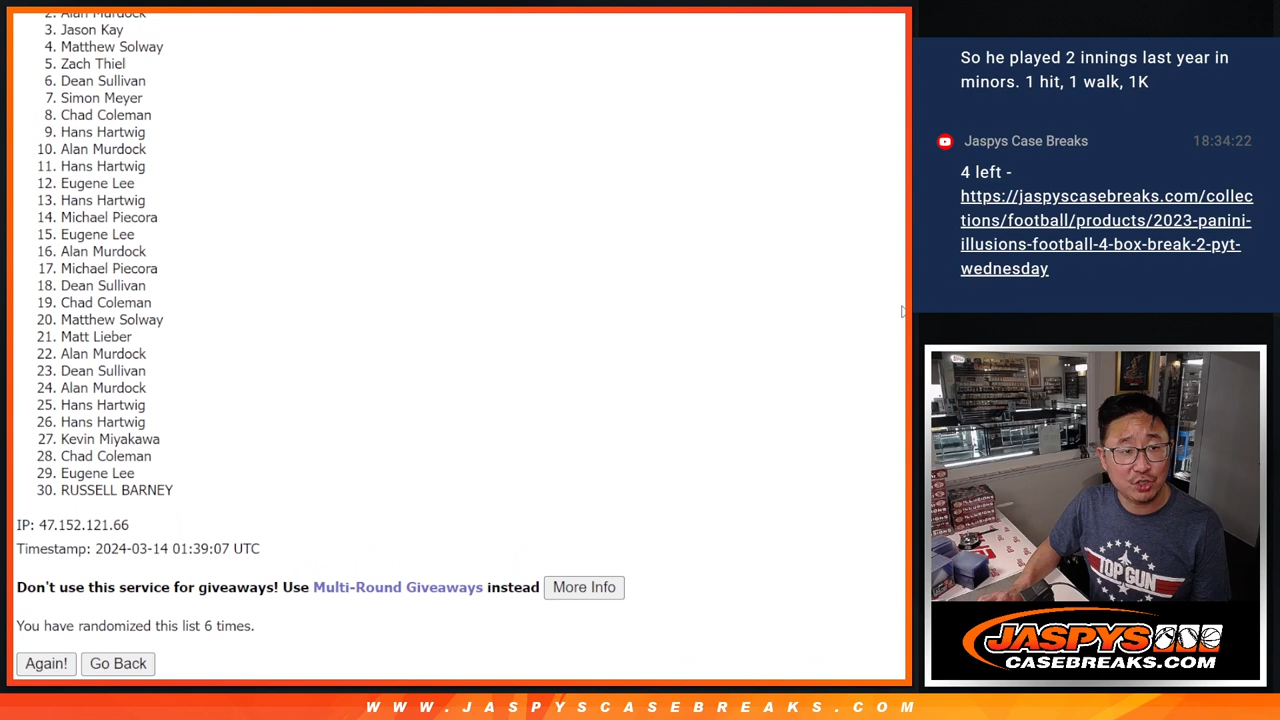 2. Alan Murdock
3. Jason Kay
4. Matthew Solway
5. Zach Thiel
6. Dean Sullivan
7. Simon Meyer
8. Chad Coleman
9. Hans Hartwig
10. Alan Murdock
11. Hans Hartwig
12. Eugene Lee
13. Hans Hartwig
14. Michael Piecora
15. Eugene Lee
16. Alan Murdock
17. Michael Piecora
18. Dean Sullivan
19. Chad Coleman
20. Matthew Solway
21. Matt Lieber
22. Alan Murdock
23. Dean Sullivan
24. Alan Murdock
25. Hans Hartwig
26. Hans Hartwig
27. Kevin Miyakawa
28. Chad Coleman
29. Eugene Lee
30. RUSSELL BARNEY
IP: 47.152.121.66
Timestamp: 2024-03-14 01:39:07 UTC
Don't use this service for giveaways! Use Multi-Round Giveaways instead More Info
You have randomized this list 6 times.
Again! Go Back
So he played 2 innings last year in
minors. 1 hit, 1 walk, 1K
Jaspys Case Breaks 18:34:22
4 left -
https://jaspyscasebreaks.com/collec
tions/football/products/2023-panini-
illusions-football-4-box-break-2-pyt-
wednesday
TOP GUN
JASPYS
CASEBREAKS.COM
WWW.JASPYSCASEBREAKS.COM